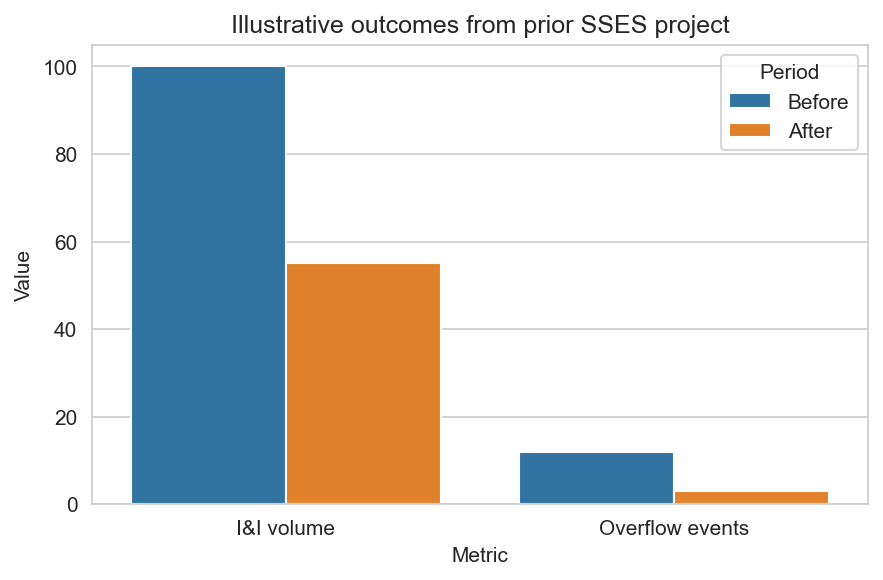 Illustrative outcomes from prior SSES project
Period
Before
After
100
80
60
40
20
0
Value
I&I volume
Overflow events
Metric